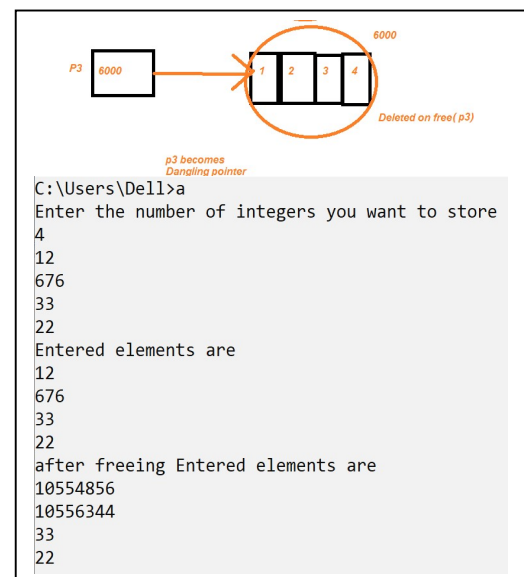 6000
P3 6000 1 2 3 4
Deleted on free( p3)
p3 becomes
Dangling pointer
C:\Users\Dell>a
Enter the number of integers you want to store
4
12
676
33
22
Entered elements are
12
676
33
22
after freeing Entered elements are
10554856
10556344
33
22